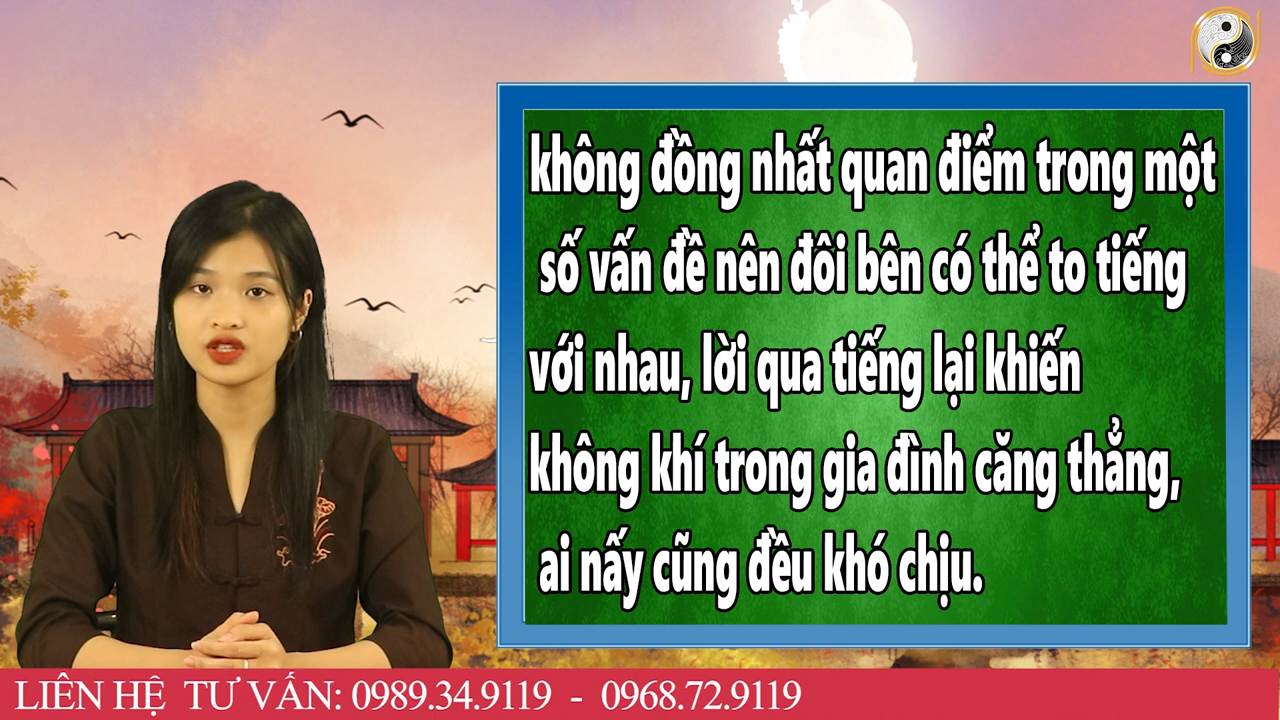 không đồng nhất quan điểm trong một
số vấn đề nên đôi bên có thể to tiếng
với nhau, lời qua tiếng lại khiến
không khí trong gia đình căng thẳng,
ai nấy cũng đều khó chịu.
LIÊN HỆ TƯ VẤN: 0989.34.9119 - 0968.72.9119